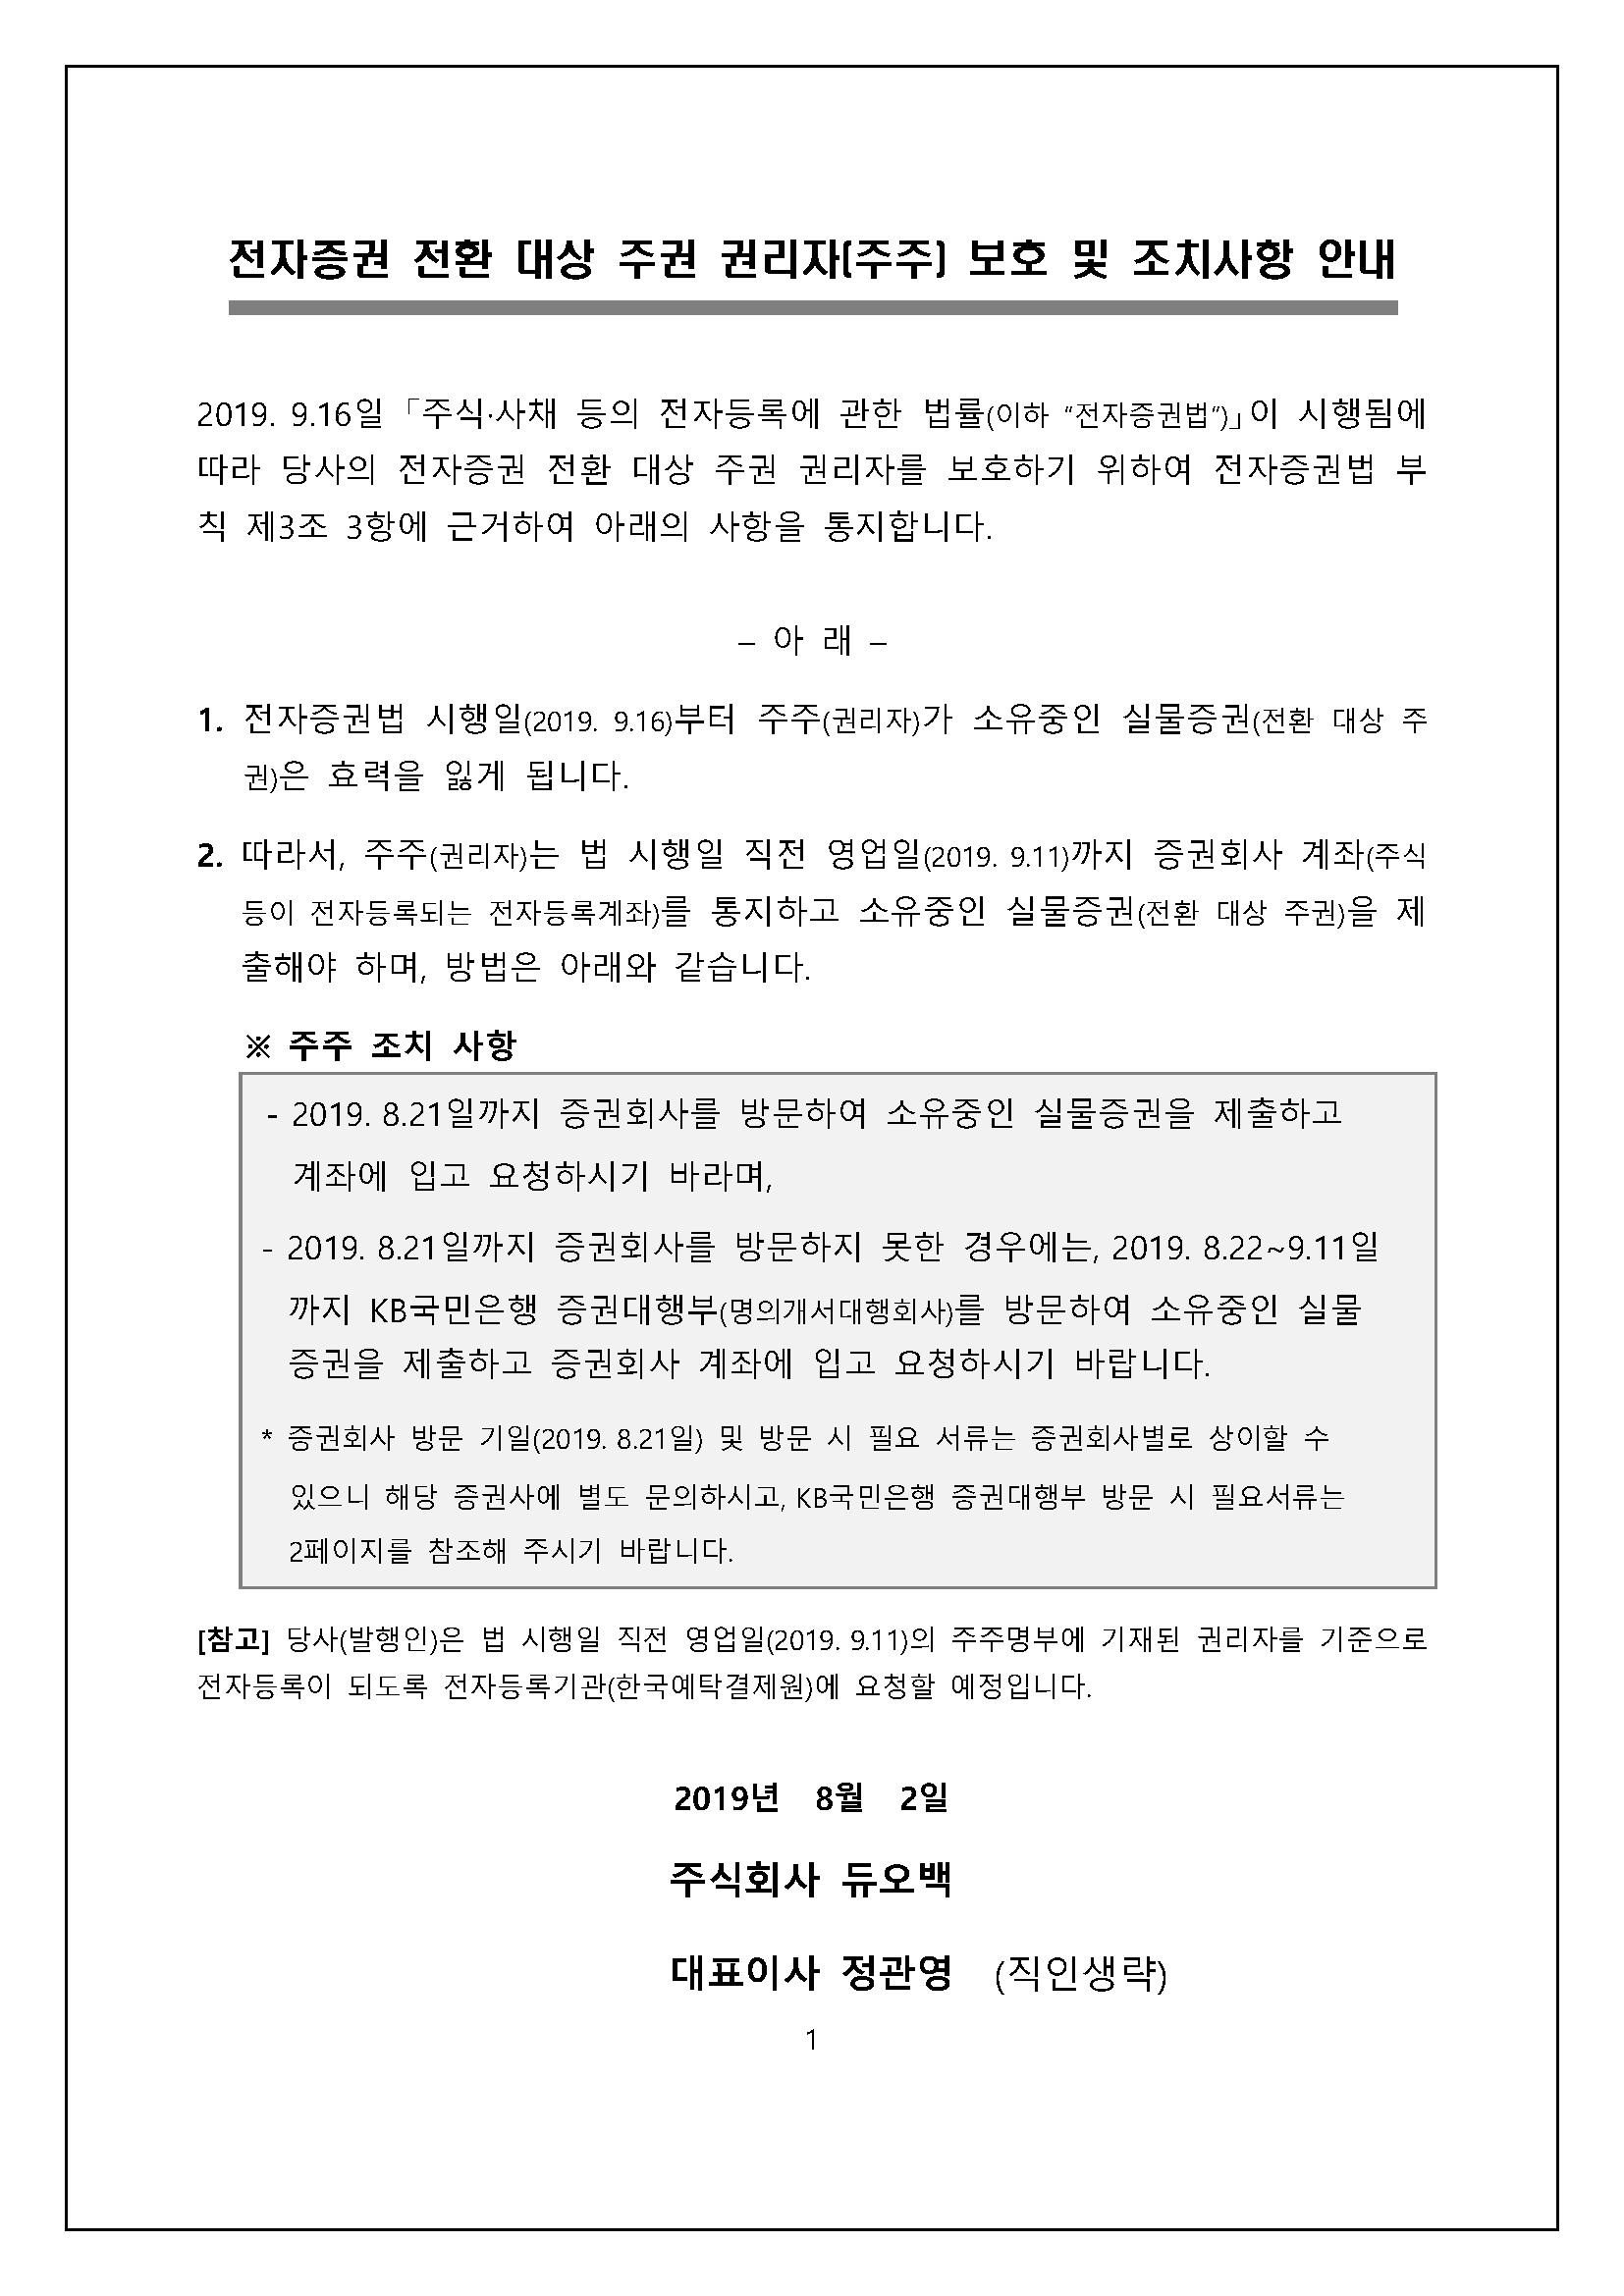 전자증권 전환 대상 주권 권리자(주주) 보호 및 조치사항 안내
2019. 9.16일 「주식·사채 등의 전자등록에 관한 법률(이하 “전자증권법”)」이 시행됨에
따라 당사의 전자증권 전환 대상 주권 권리자를 보호하기 위하여 전자증권법 부
칙 제3조 3항에 근거하여 아래의 사항을 통지합니다.
– 아 래 –
1. 전자증권법 시행일(2019. 9.16)부터 주주(권리자)가 소유중인 실물증권(전환 대상 주
권)은 효력을 잃게 됩니다.
2. 따라서, 주주(권리자)는 법 시행일 직전 영업일(2019. 9.11)까지 증권회사 계좌(주식
등이 전자등록되는 전자등록계좌)를 통지하고 소유중인 실물증권(전환 대상 주권)을 제
출해야 하며, 방법은 아래와 같습니다.
※ 주주 조치 사항
- 2019. 8.21일까지 증권회사를 방문하여 소유중인 실물증권을 제출하고
계좌에 입고 요청하시기 바라며,
- 2019. 8.21일까지 증권회사를 방문하지 못한 경우에는, 2019. 8.22~9.11일
까지 KB국민은행 증권대행부(명의개서대행회사)를 방문하여 소유중인 실물
증권을 제출하고 증권회사 계좌에 입고 요청하시기 바랍니다.
* 증권회사 방문 기일(2019. 8.21일) 및 방문 시 필요 서류는 증권회사별로 상이할 수
있으니 해당 증권사에 별도 문의하시고, KB국민은행 증권대행부 방문 시 필요서류는
2페이지를 참조해 주시기 바랍니다.
[참고] 당사(발행인)은 법 시행일 직전 영업일(2019. 9.11)의 주주명부에 기재된 권리자를 기준으로
전자등록이 되도록 전자등록기관(한국예탁결제원)에 요청할 예정입니다.
2019년 8월 2일
주식회사 듀오백
대표이사 정관영 (직인생략)
1